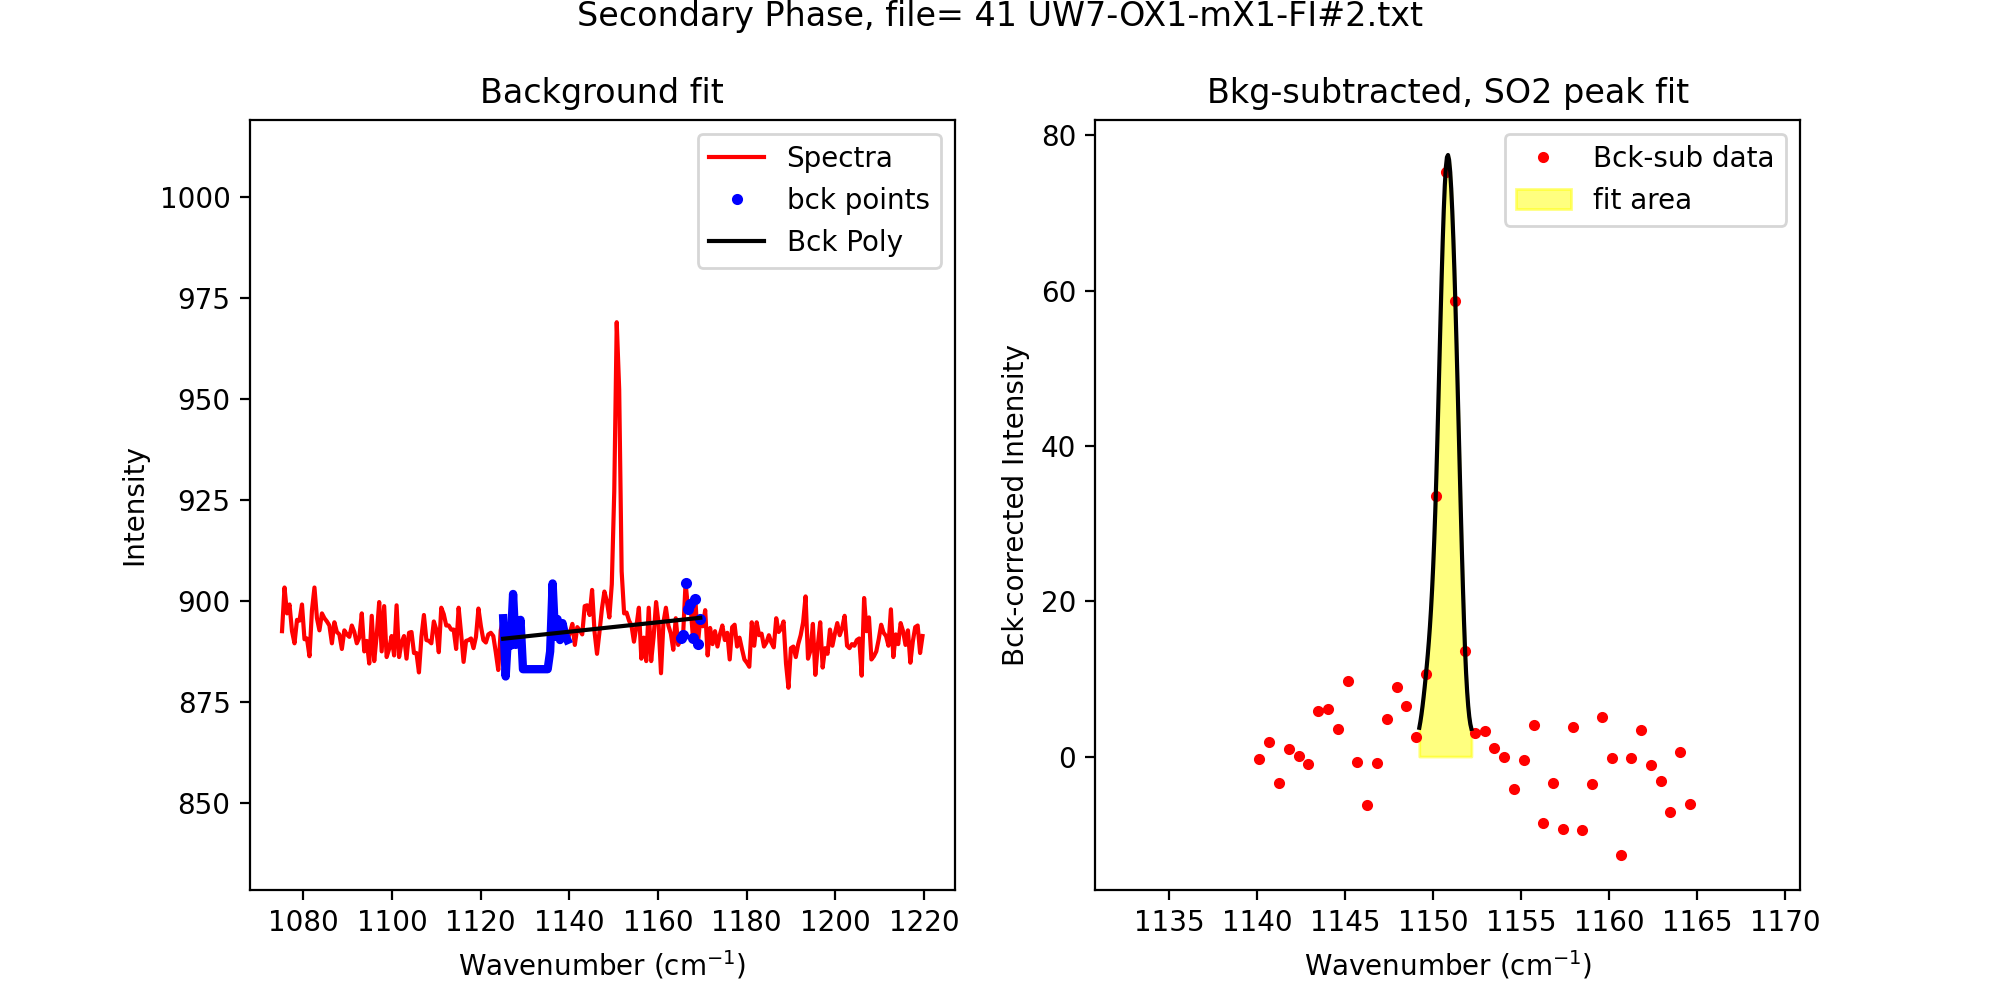 Secondary Phase, file= 41 UW7-OX1-mX1-FI#2.txt
Background fit
Spectra
bck points
Bck Poly
1000
975
950
925
900
875
850
Intensity
1080 1100 1120 1140 1160 1180 1200 1220
Wavenumber (cm⁻¹)
Bkg-subtracted, SO2 peak fit
Bck-sub data
fit area
80
60
40
20
0
Bck-corrected Intensity
1135 1140 1145 1150 1155 1160 1165 1170
Wavenumber (cm⁻¹)